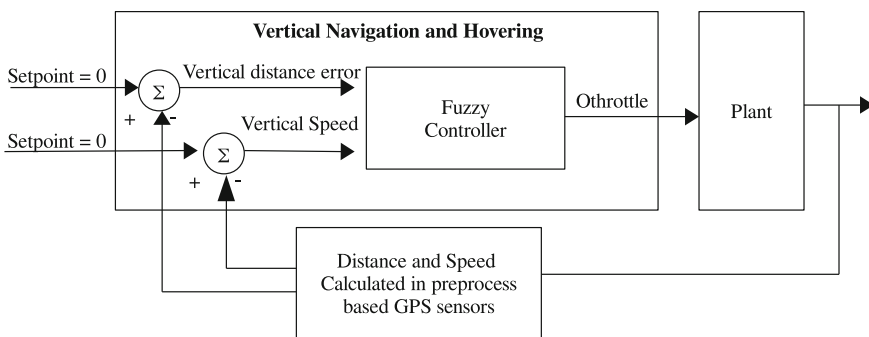 Vertical Navigation and Hovering
Setpoint = 0
Σ
Vertical distance error
+
-
Setpoint = 0
Σ
Vertical Speed
+
-
Fuzzy
Controller
Othrottle
Plant
Distance and Speed
Calculated in preprocess
based GPS sensors